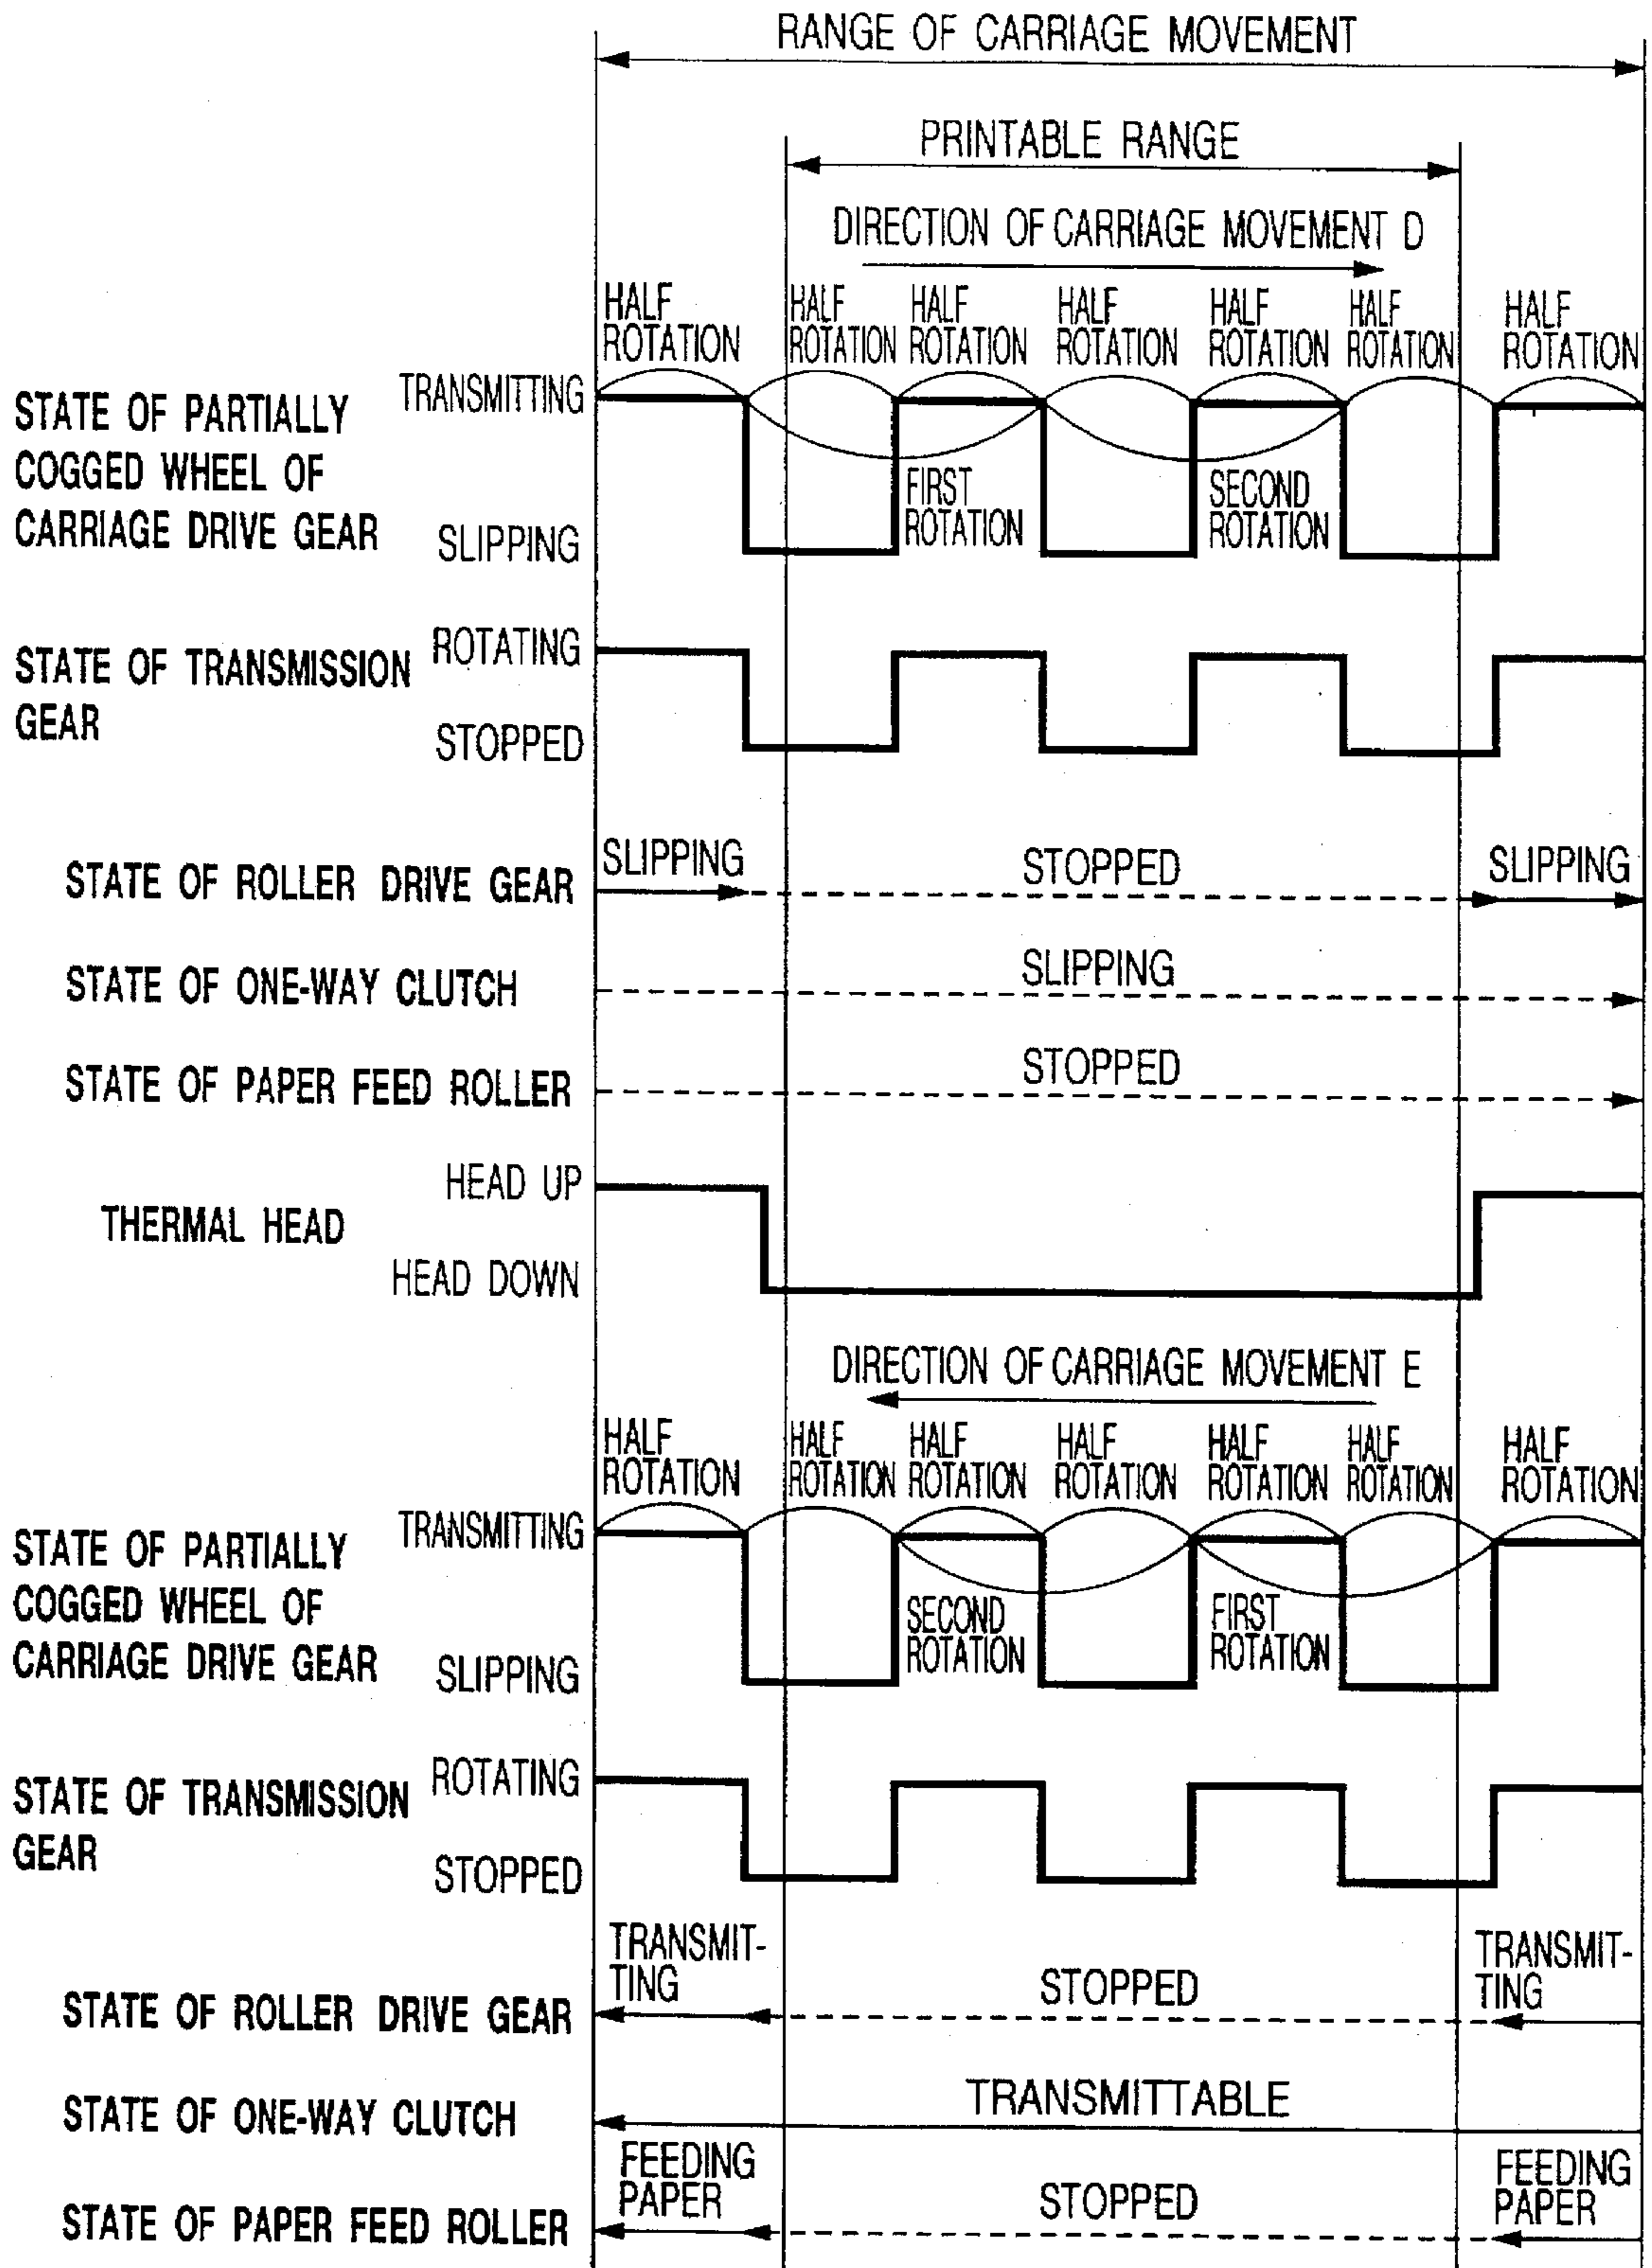 RANGE OF CARRIAGE MOVEMENT
PRINTABLE RANGE
DIRECTION OF CARRIAGE MOVEMENT D
HALF ROTATION
HALF ROTATION
HALF ROTATION
HALF ROTATION
HALF ROTATION
HALF ROTATION
HALF ROTATION
STATE OF PARTIALLY
COGGED WHEEL OF
CARRIAGE DRIVE GEAR
TRANSMITTING
SLIPPING
FIRST
ROTATION
SECOND
ROTATION
STATE OF TRANSMISSION
GEAR
ROTATING
STOPPED
STATE OF ROLLER DRIVE GEAR
SLIPPING
STOPPED
SLIPPING
STATE OF ONE-WAY CLUTCH
SLIPPING
STATE OF PAPER FEED ROLLER
STOPPED
THERMAL HEAD
HEAD UP
HEAD DOWN
DIRECTION OF CARRIAGE MOVEMENT E
HALF ROTATION
HALF ROTATION
HALF ROTATION
HALF ROTATION
HALF ROTATION
HALF ROTATION
HALF ROTATION
STATE OF PARTIALLY
COGGED WHEEL OF
CARRIAGE DRIVE GEAR
TRANSMITTING
SLIPPING
SECOND
ROTATION
FIRST
ROTATION
STATE OF TRANSMISSION
GEAR
ROTATING
STOPPED
STATE OF ROLLER DRIVE GEAR
TRANSMIT-
TING
STOPPED
TRANSMIT-
TING
STATE OF ONE-WAY CLUTCH
TRANSMITTABLE
STATE OF PAPER FEED ROLLER
FEEDING
PAPER
STOPPED
FEEDING
PAPER